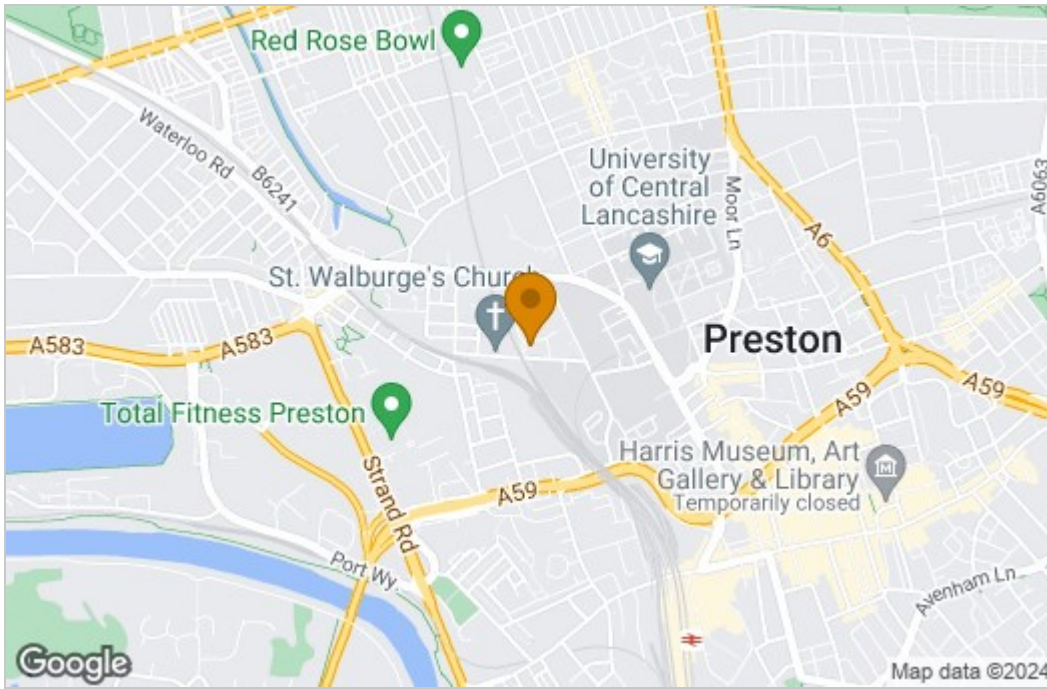 Red Rose Bowl
Waterloo Rd
B6241
University
of Central
Lancashire
Moor Ln
A6
A6063
St. Walburge's Church
A583
A583
Preston
A59
A59
Total Fitness Preston
Strand Rd
A59
Harris Museum, Art
Gallery & Library
Temporarily closed
Port Wy.
Avenham Ln
Google
Map data ©2024